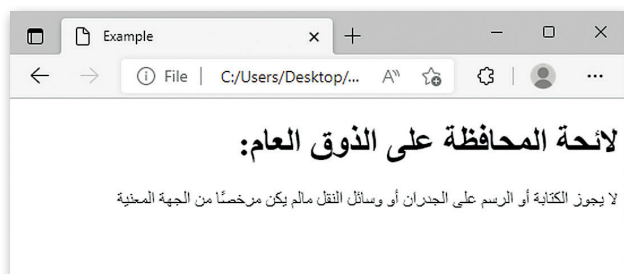 Example
File | C:/Users/Desktop/...
لائحة المحافظة على الذوق العام:
لا يجوز الكتابة أو الرسم على الجدران أو وسائل النقل مالم يكن مرخصًا من الجهة المعنية